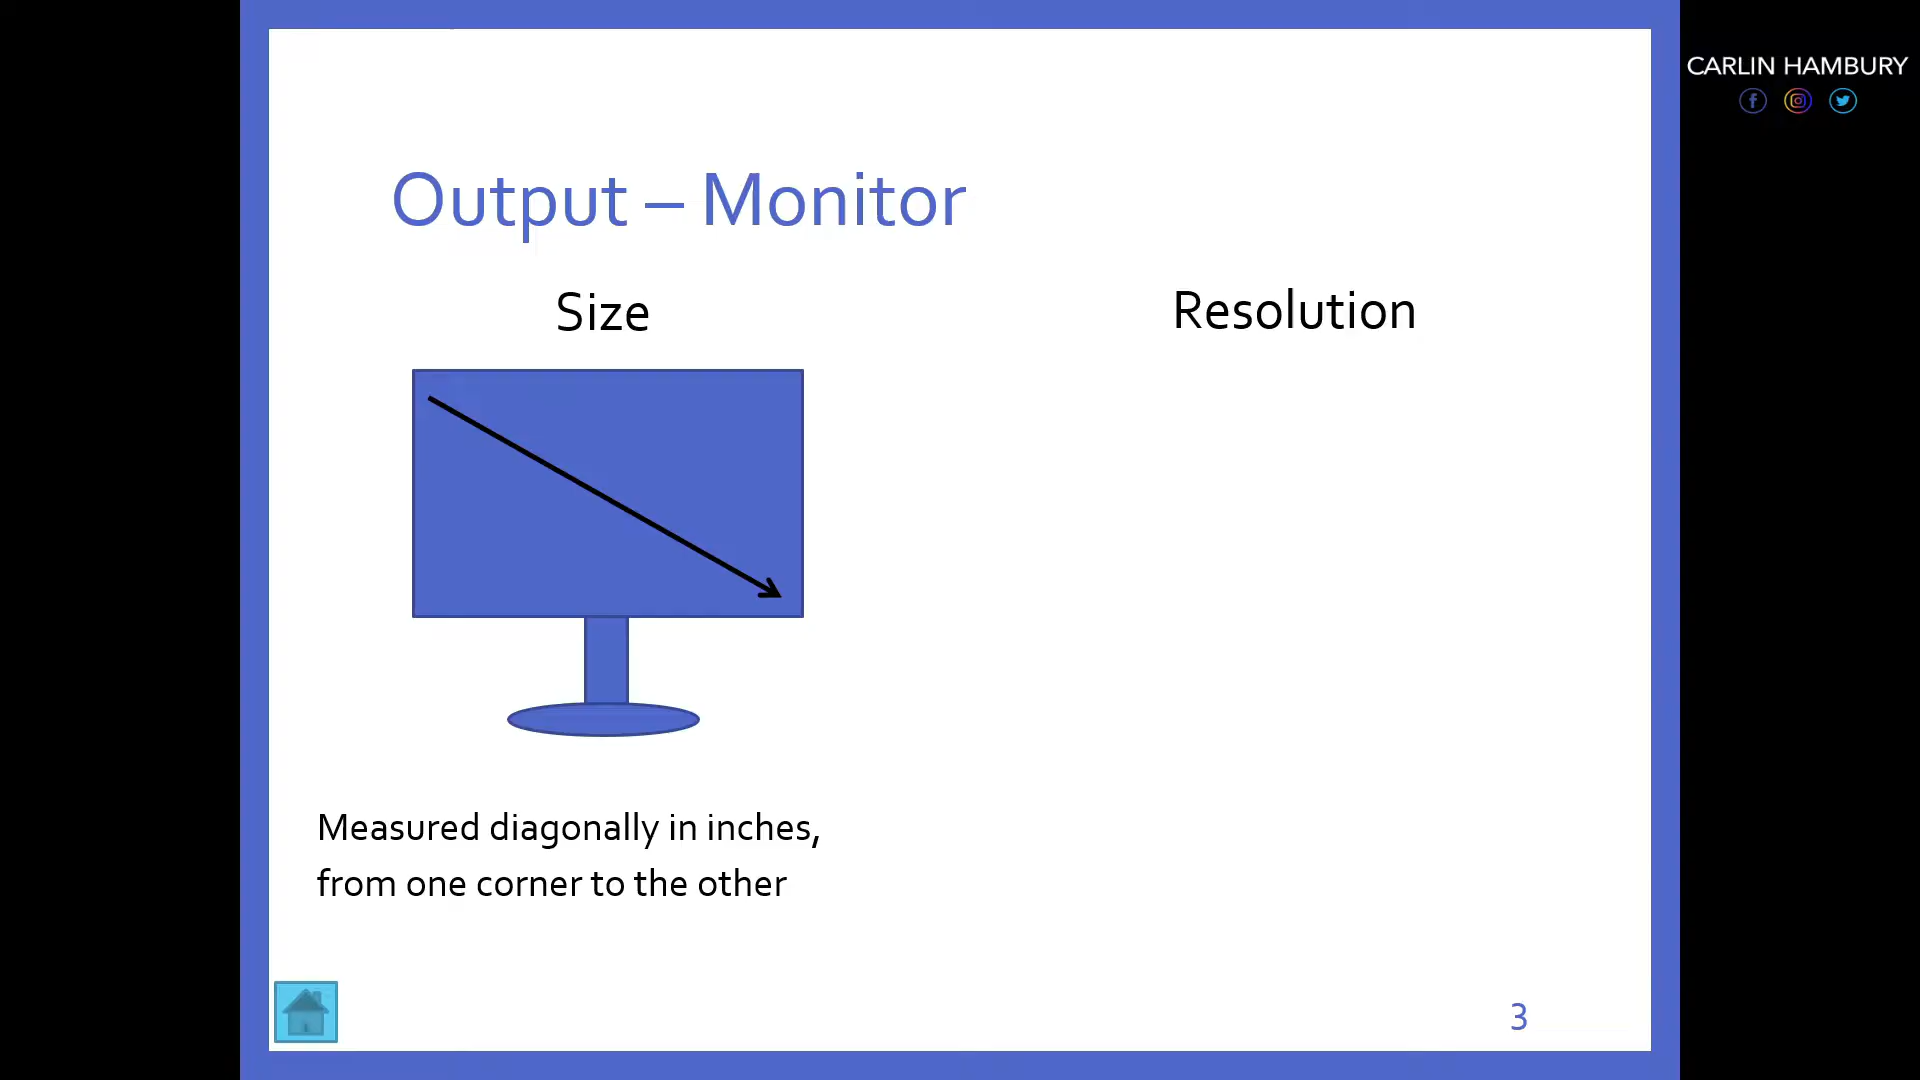 CARLIN HAMBURY
Output – Monitor
Size
Resolution
Measured diagonally in inches,
from one corner to the other
3